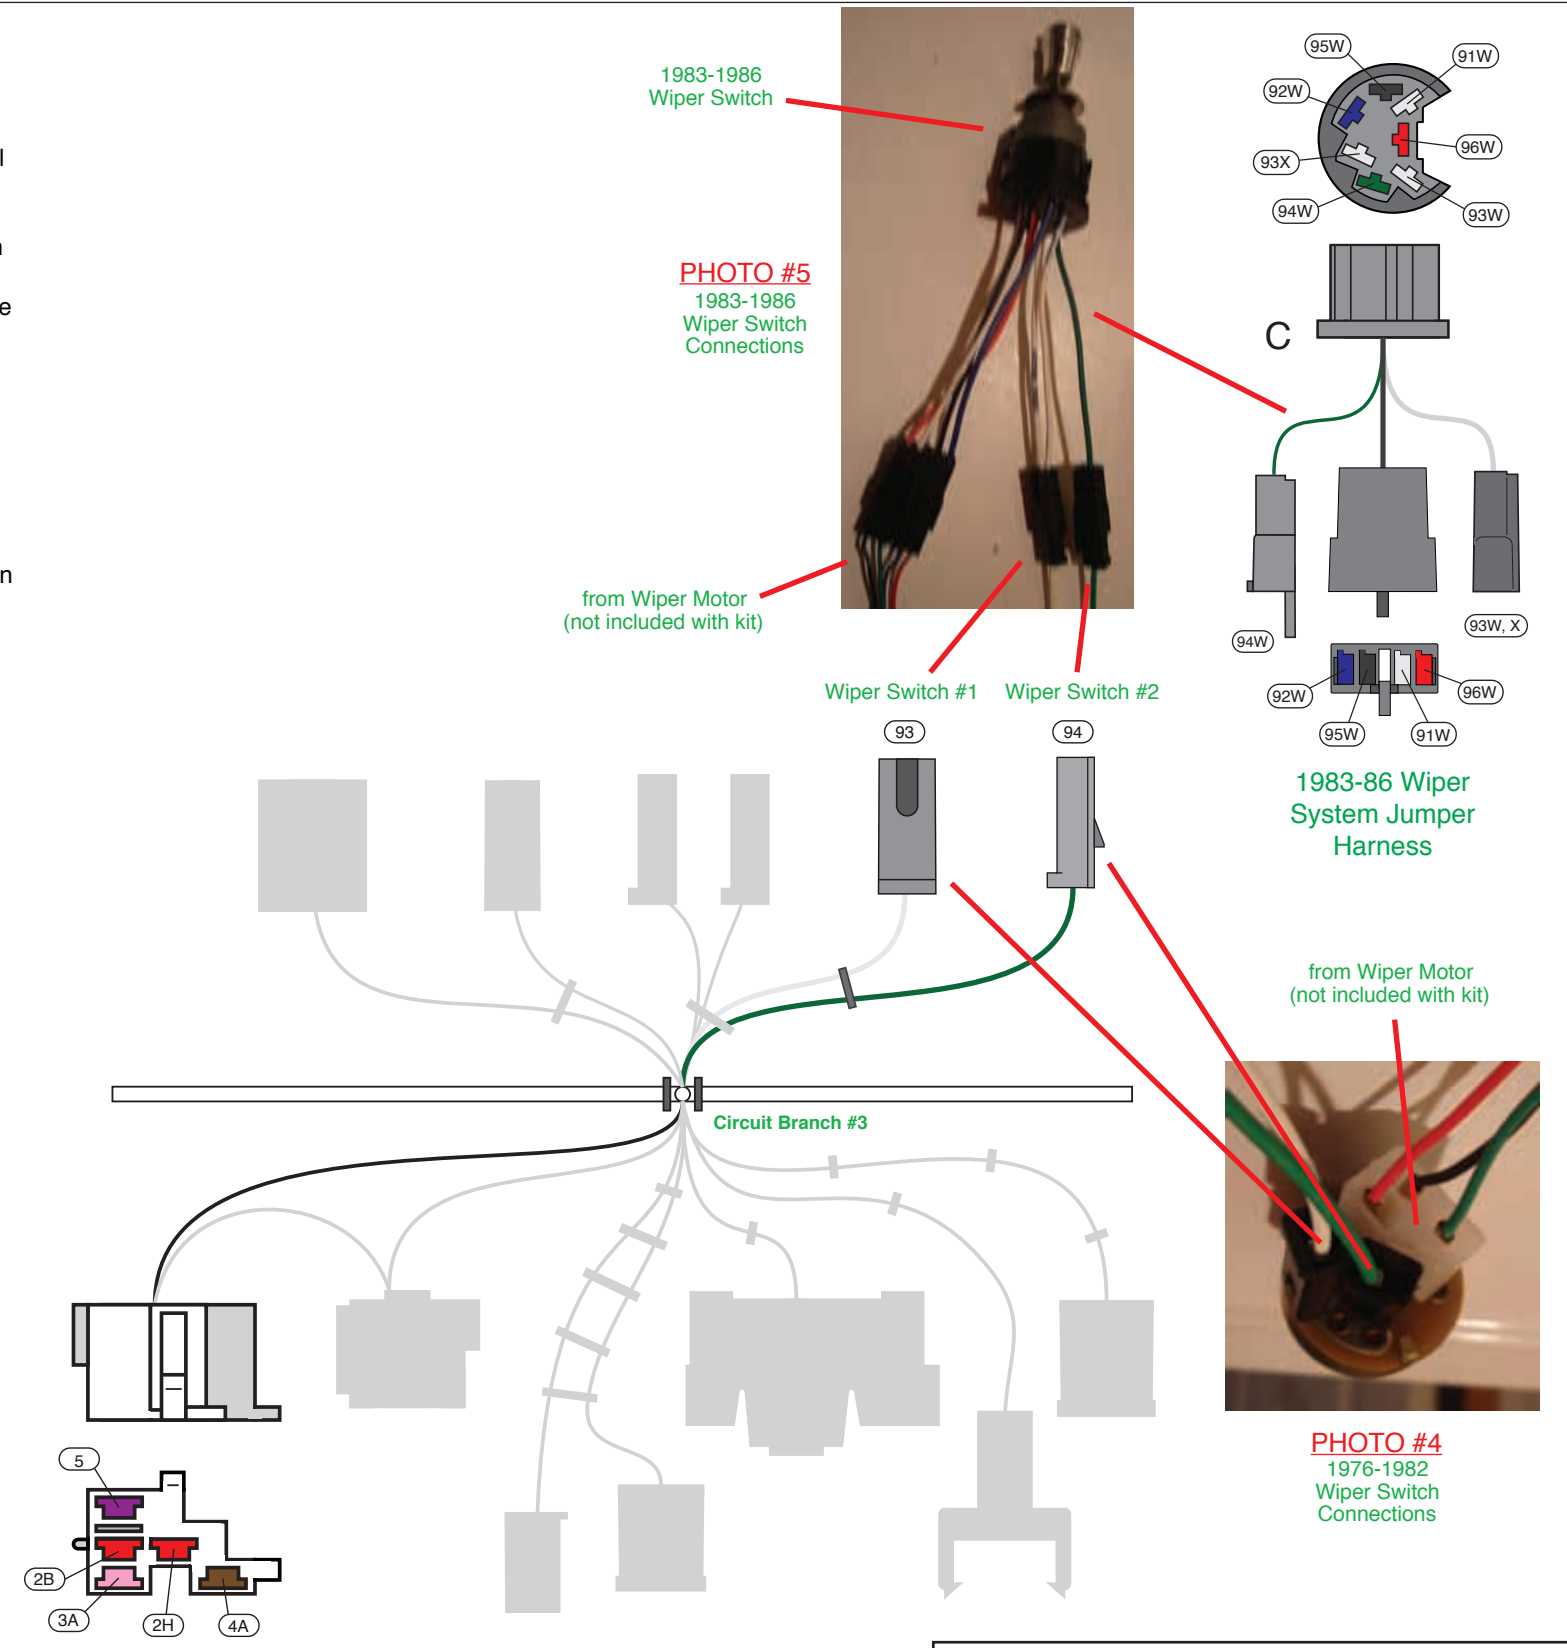 l
n
e
n
1983-1986
Wiper Switch
PHOTO #5
1983-1986
Wiper Switch
Connections
from Wiper Motor
(not included with kit)
Wiper Switch #1
Wiper Switch #2
93
94
95W
91W
92W
96W
93X
94W
93W
C
94W
93W, X
92W
96W
95W
91W
1983-86 Wiper
System Jumper
Harness
from Wiper Motor
(not included with kit)
Circuit Branch #3
PHOTO #4
1976-1982
Wiper Switch
Connections
5
2B
3A
2H
4A